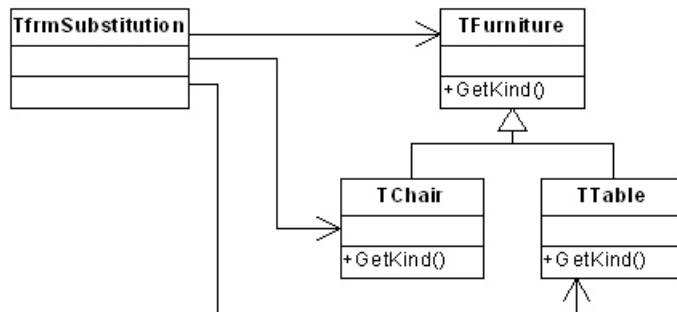 TfrmSubstitution
TFurniture
+GetKind()
TChair
TTable
+GetKind()
+GetKind()